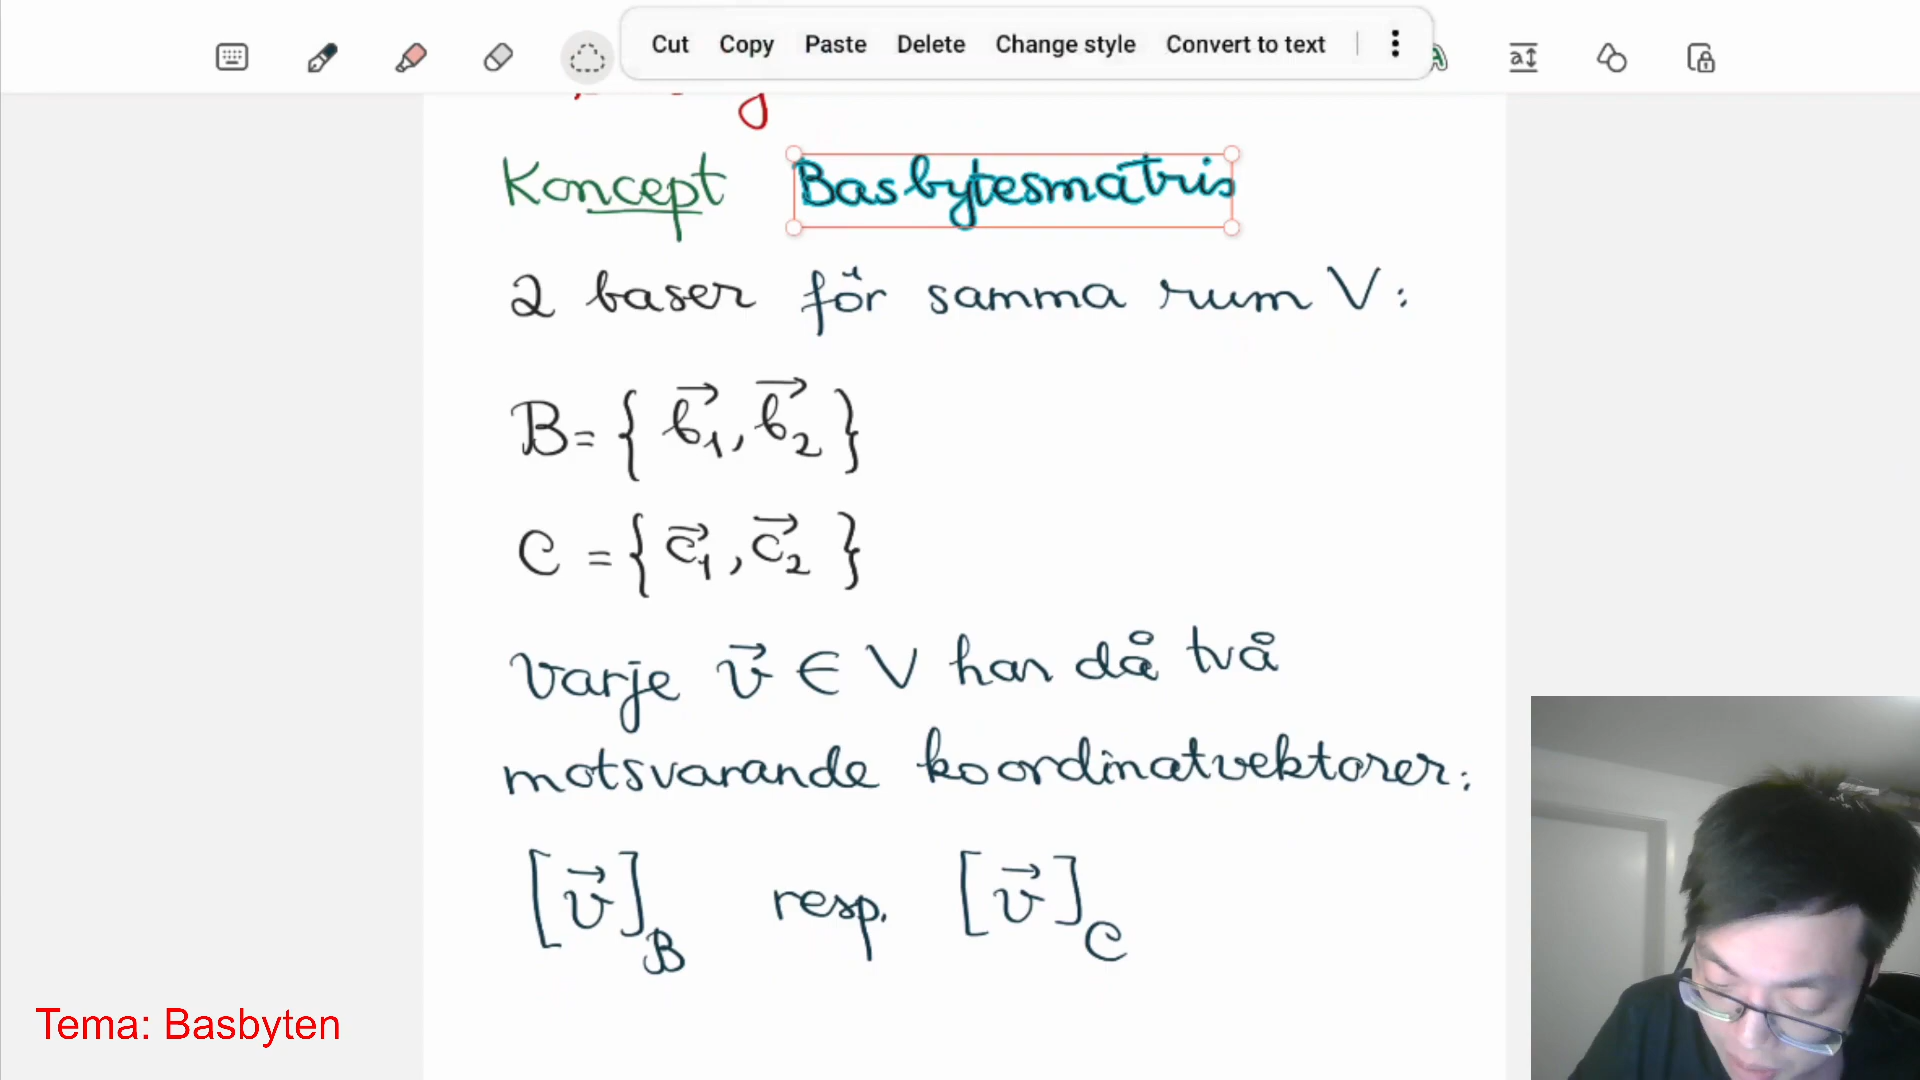 Cut Copy Paste Delete Change style Convert to text
Koncept Basbytesmatris
2 baser för samma rum V:
B = { b⃗₁, b⃗₂ }
C = { c⃗₁, c⃗₂ }
Varje v⃗ ∈ V har då två
motsvarande koordinatvektorer:
[v⃗]_B resp. [v⃗]_C
Tema: Basbyten